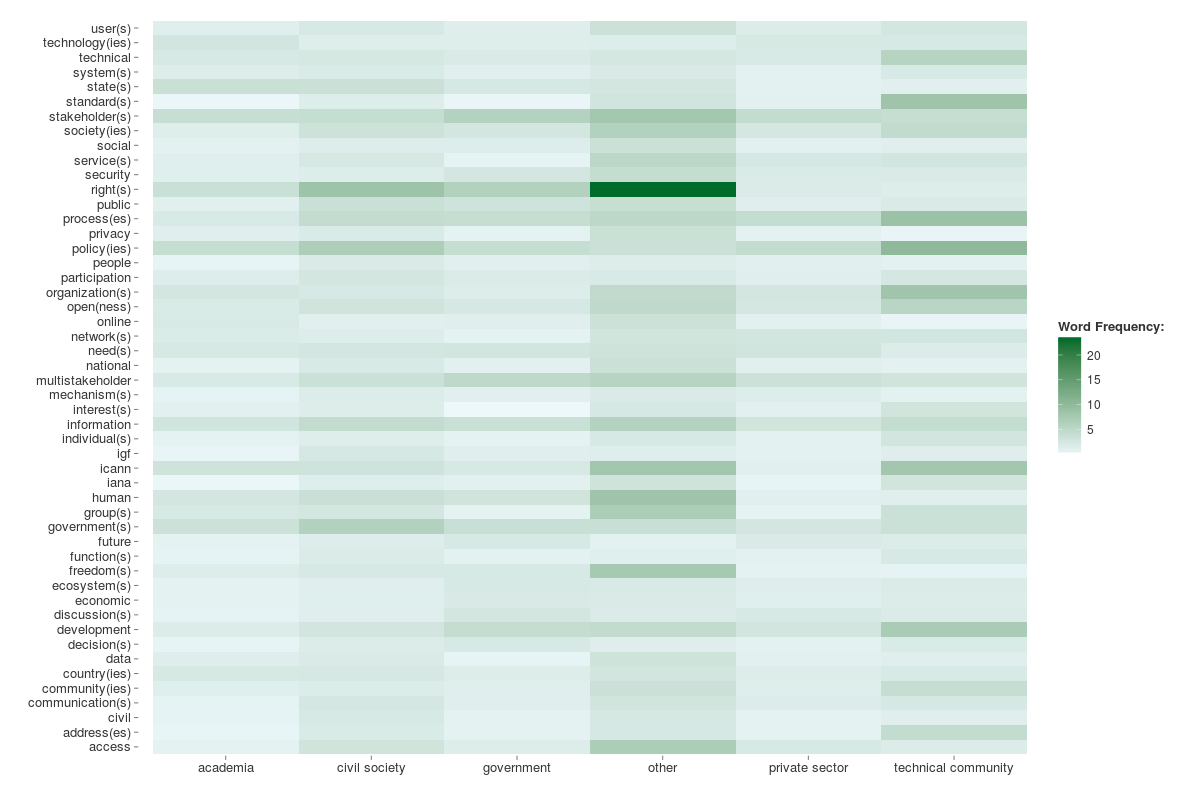 user(s)
technology(ies)
technical
system(s)
state(s)
standard(s)
stakeholder(s)
society(ies)
social
service(s)
security
right(s)
public
process(es)
privacy
policy(ies)
people
participation
organization(s)
open(ness)
online
network(s)
need(s)
national
multistakeholder
mechanism(s)
interest(s)
information
individual(s)
igf
icann
iana
human
group(s)
government(s)
future
function(s)
freedom(s)
ecosystem(s)
economic
discussion(s)
development
decision(s)
data
country(ies)
community(ies)
communication(s)
civil
address(es)
access
academia civil society government other private sector technical community
Word Frequency:
20
15
10
5